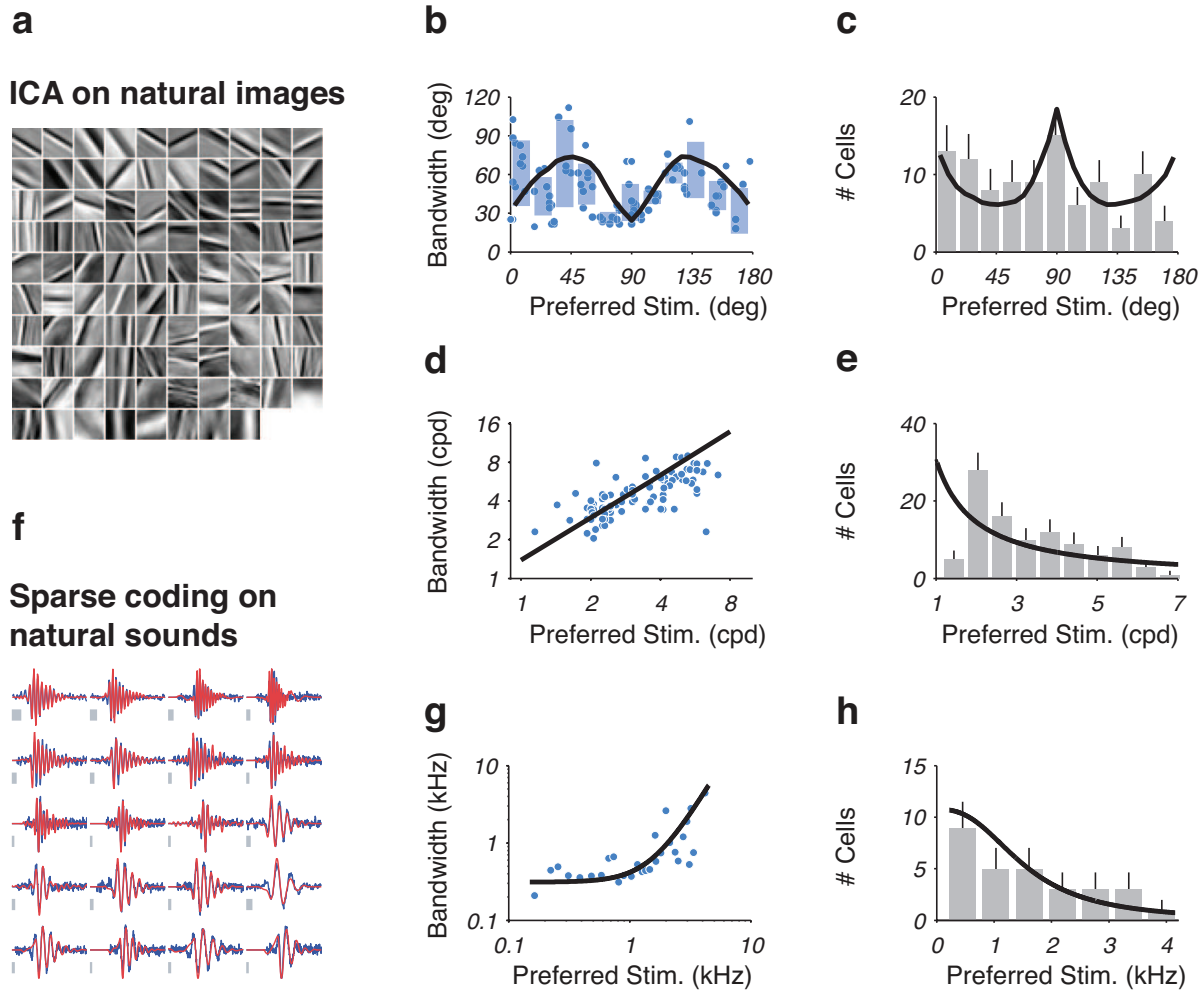 a
ICA on natural images
b
Bandwidth (deg)
120
90
60
30
0
0 45 90 135 180
Preferred Stim. (deg)
c
# Cells
20
10
0
0 45 90 135 180
Preferred Stim. (deg)
d
Bandwidth (cpd)
16
8
4
2
1
1 2 4 8
Preferred Stim. (cpd)
e
# Cells
40
20
0
1 3 5 7
Preferred Stim. (cpd)
f
Sparse coding on
natural sounds
g
Bandwidth (kHz)
10
1
0.1
0.1 1 10
Preferred Stim. (kHz)
h
# Cells
15
10
5
0
0 1 2 3 4
Preferred Stim. (kHz)